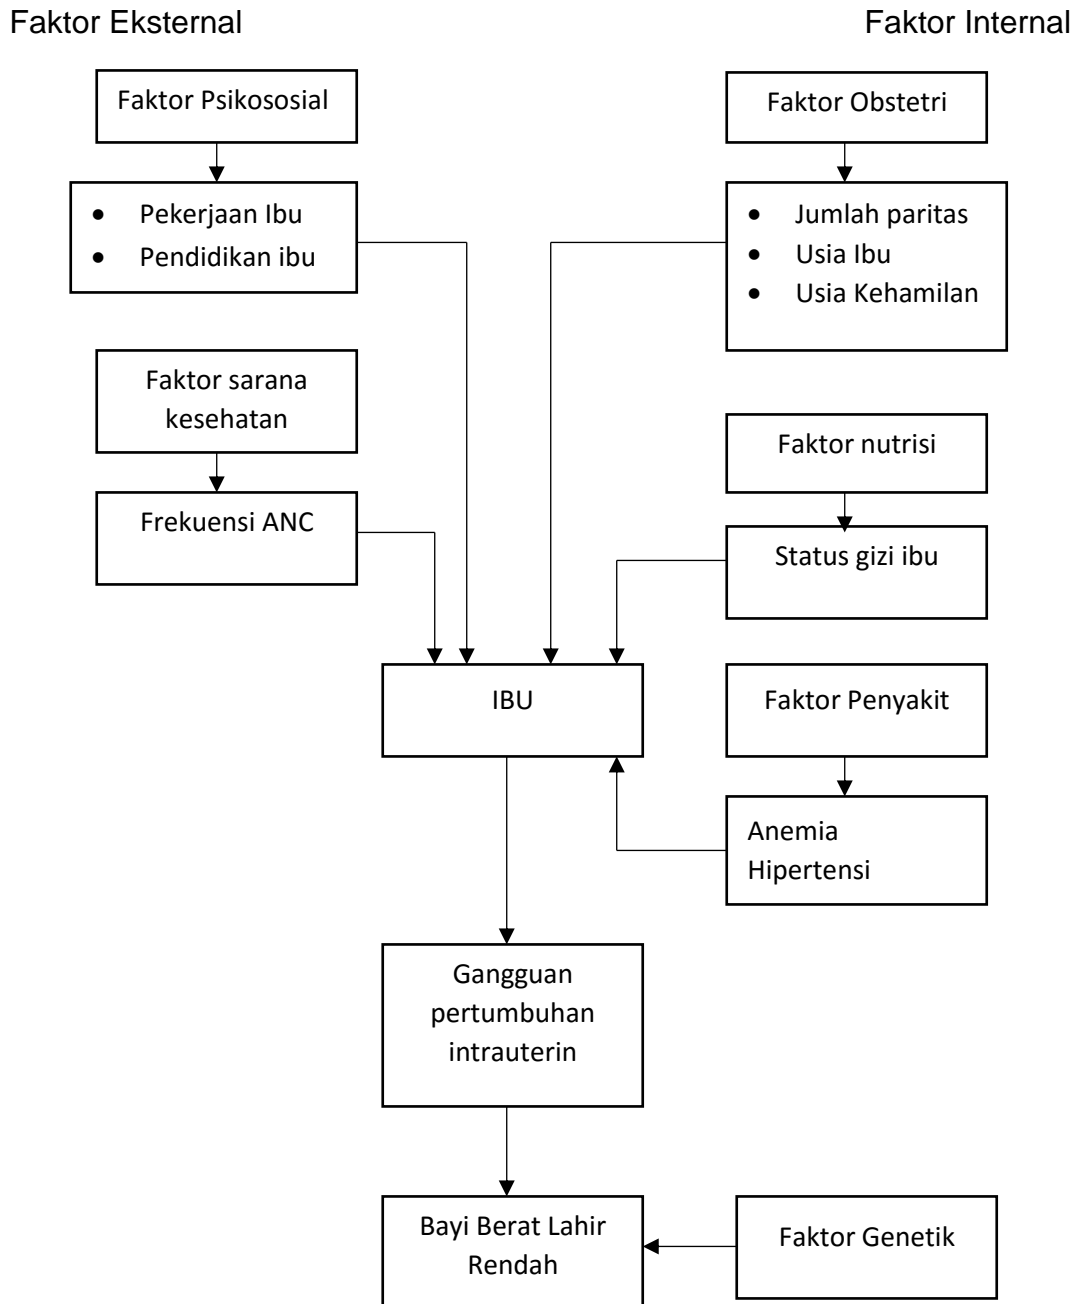 Faktor Eksternal
Faktor Internal
Faktor Psikososial
Faktor Obstetri
• Pekerjaan Ibu
• Pendidikan ibu
• Jumlah paritas
• Usia Ibu
• Usia Kehamilan
Faktor sarana
kesehatan
Faktor nutrisi
Frekuensi ANC
Status gizi ibu
IBU
Faktor Penyakit
Anemia
Hipertensi
Gangguan
pertumbuhan
intrauterin
Bayi Berat Lahir
Rendah
Faktor Genetik